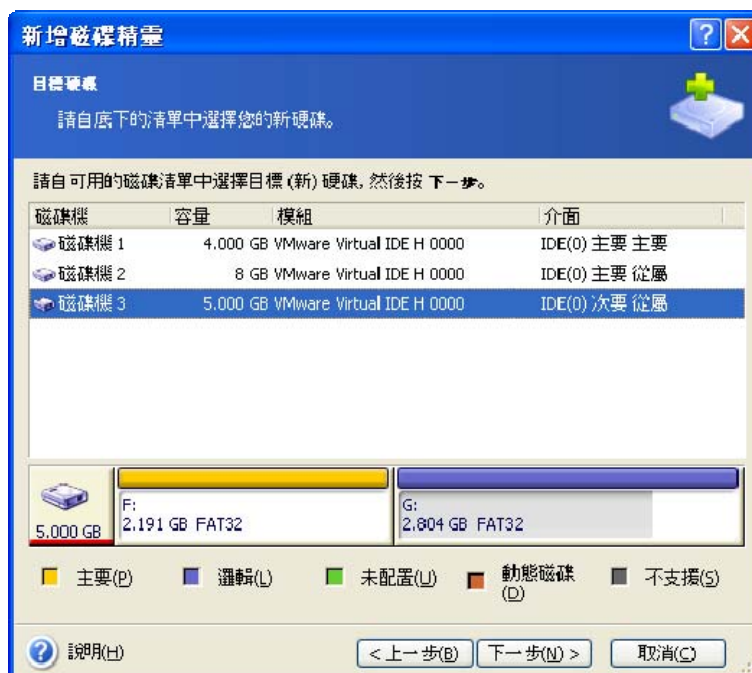 新增磁碟精靈
目標硬碟
請自底下的清單中選擇您的新硬碟。
請自可用的磁碟清單中選擇目標 (新) 硬碟, 然後按 下一步。
磁碟機 容量 模組 介面
磁碟機 1 4.000 GB VMware Virtual IDE H 0000 IDE(0) 主要 主要
磁碟機 2 8 GB VMware Virtual IDE H 0000 IDE(0) 主要 從屬
磁碟機 3 5.000 GB VMware Virtual IDE H 0000 IDE(0) 次要 從屬
5.000 GB
F:
2.191 GB FAT32
G:
2.804 GB FAT32
主要(P) 邏輯(L) 未配置(U) 動態磁碟(D) 不支援(S)
說明(H) < 上一步(B) 下一步(N) > 取消(C)